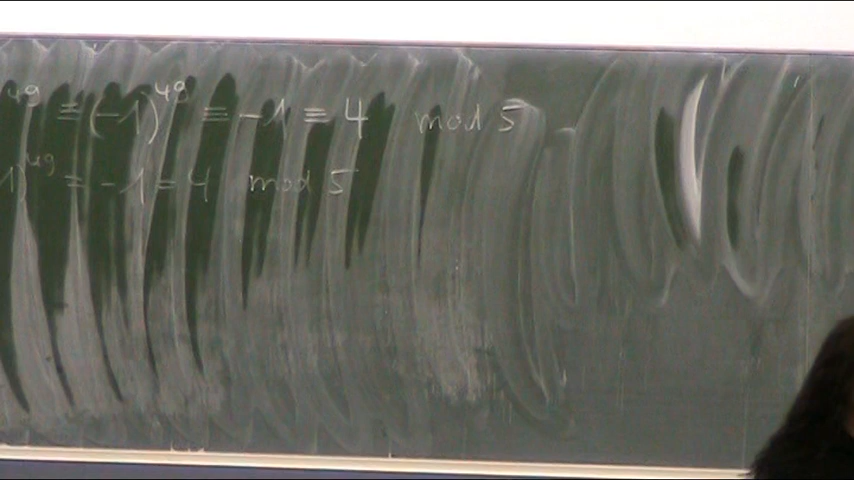 49 ≡ (-1)^49 ≡ -1 ≡ 4 mod 5
1)^49 ≡ -1 = 4 mod 5